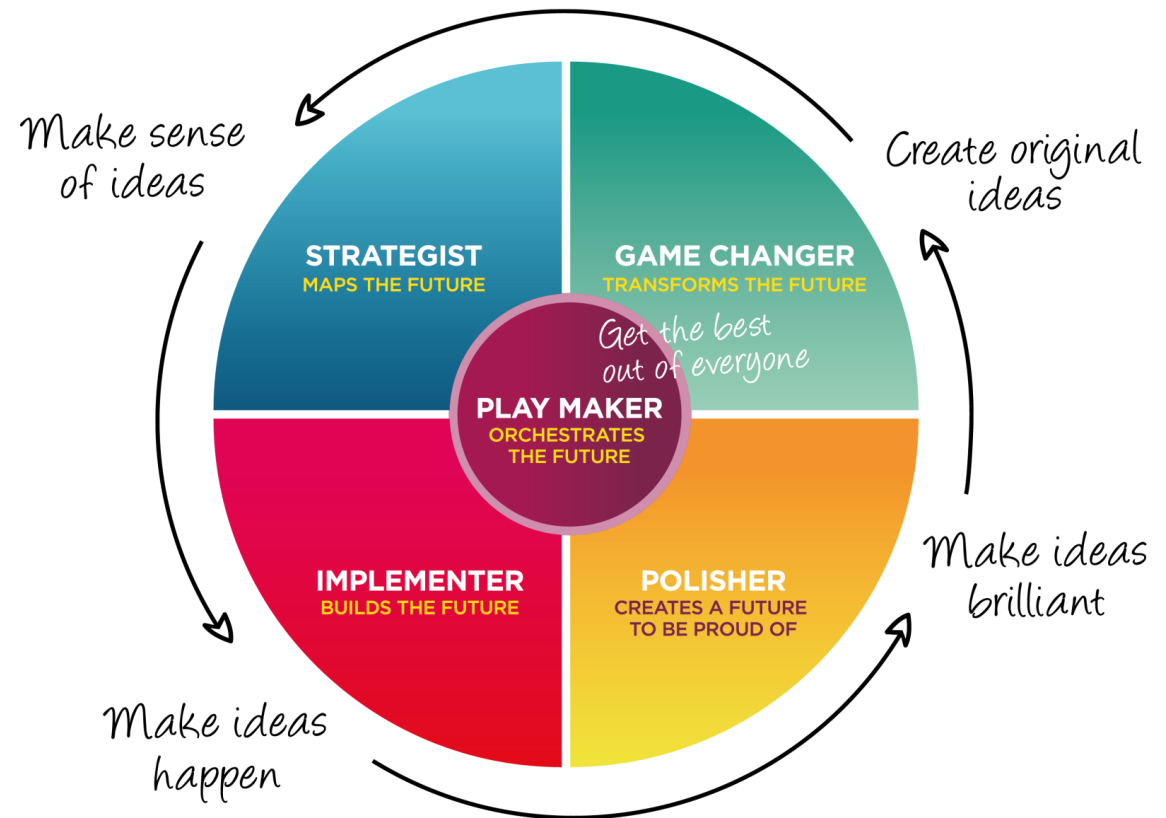 Make sense
of ideas
Create original
ideas
STRATEGIST
MAPS THE FUTURE
GAME CHANGER
TRANSFORMS THE FUTURE
Get the best
out of everyone
PLAY MAKER
ORCHESTRATES
THE FUTURE
IMPLEMENTER
BUILDS THE FUTURE
POLISHER
CREATES A FUTURE
TO BE PROUD OF
Make ideas
brilliant
Make ideas
happen